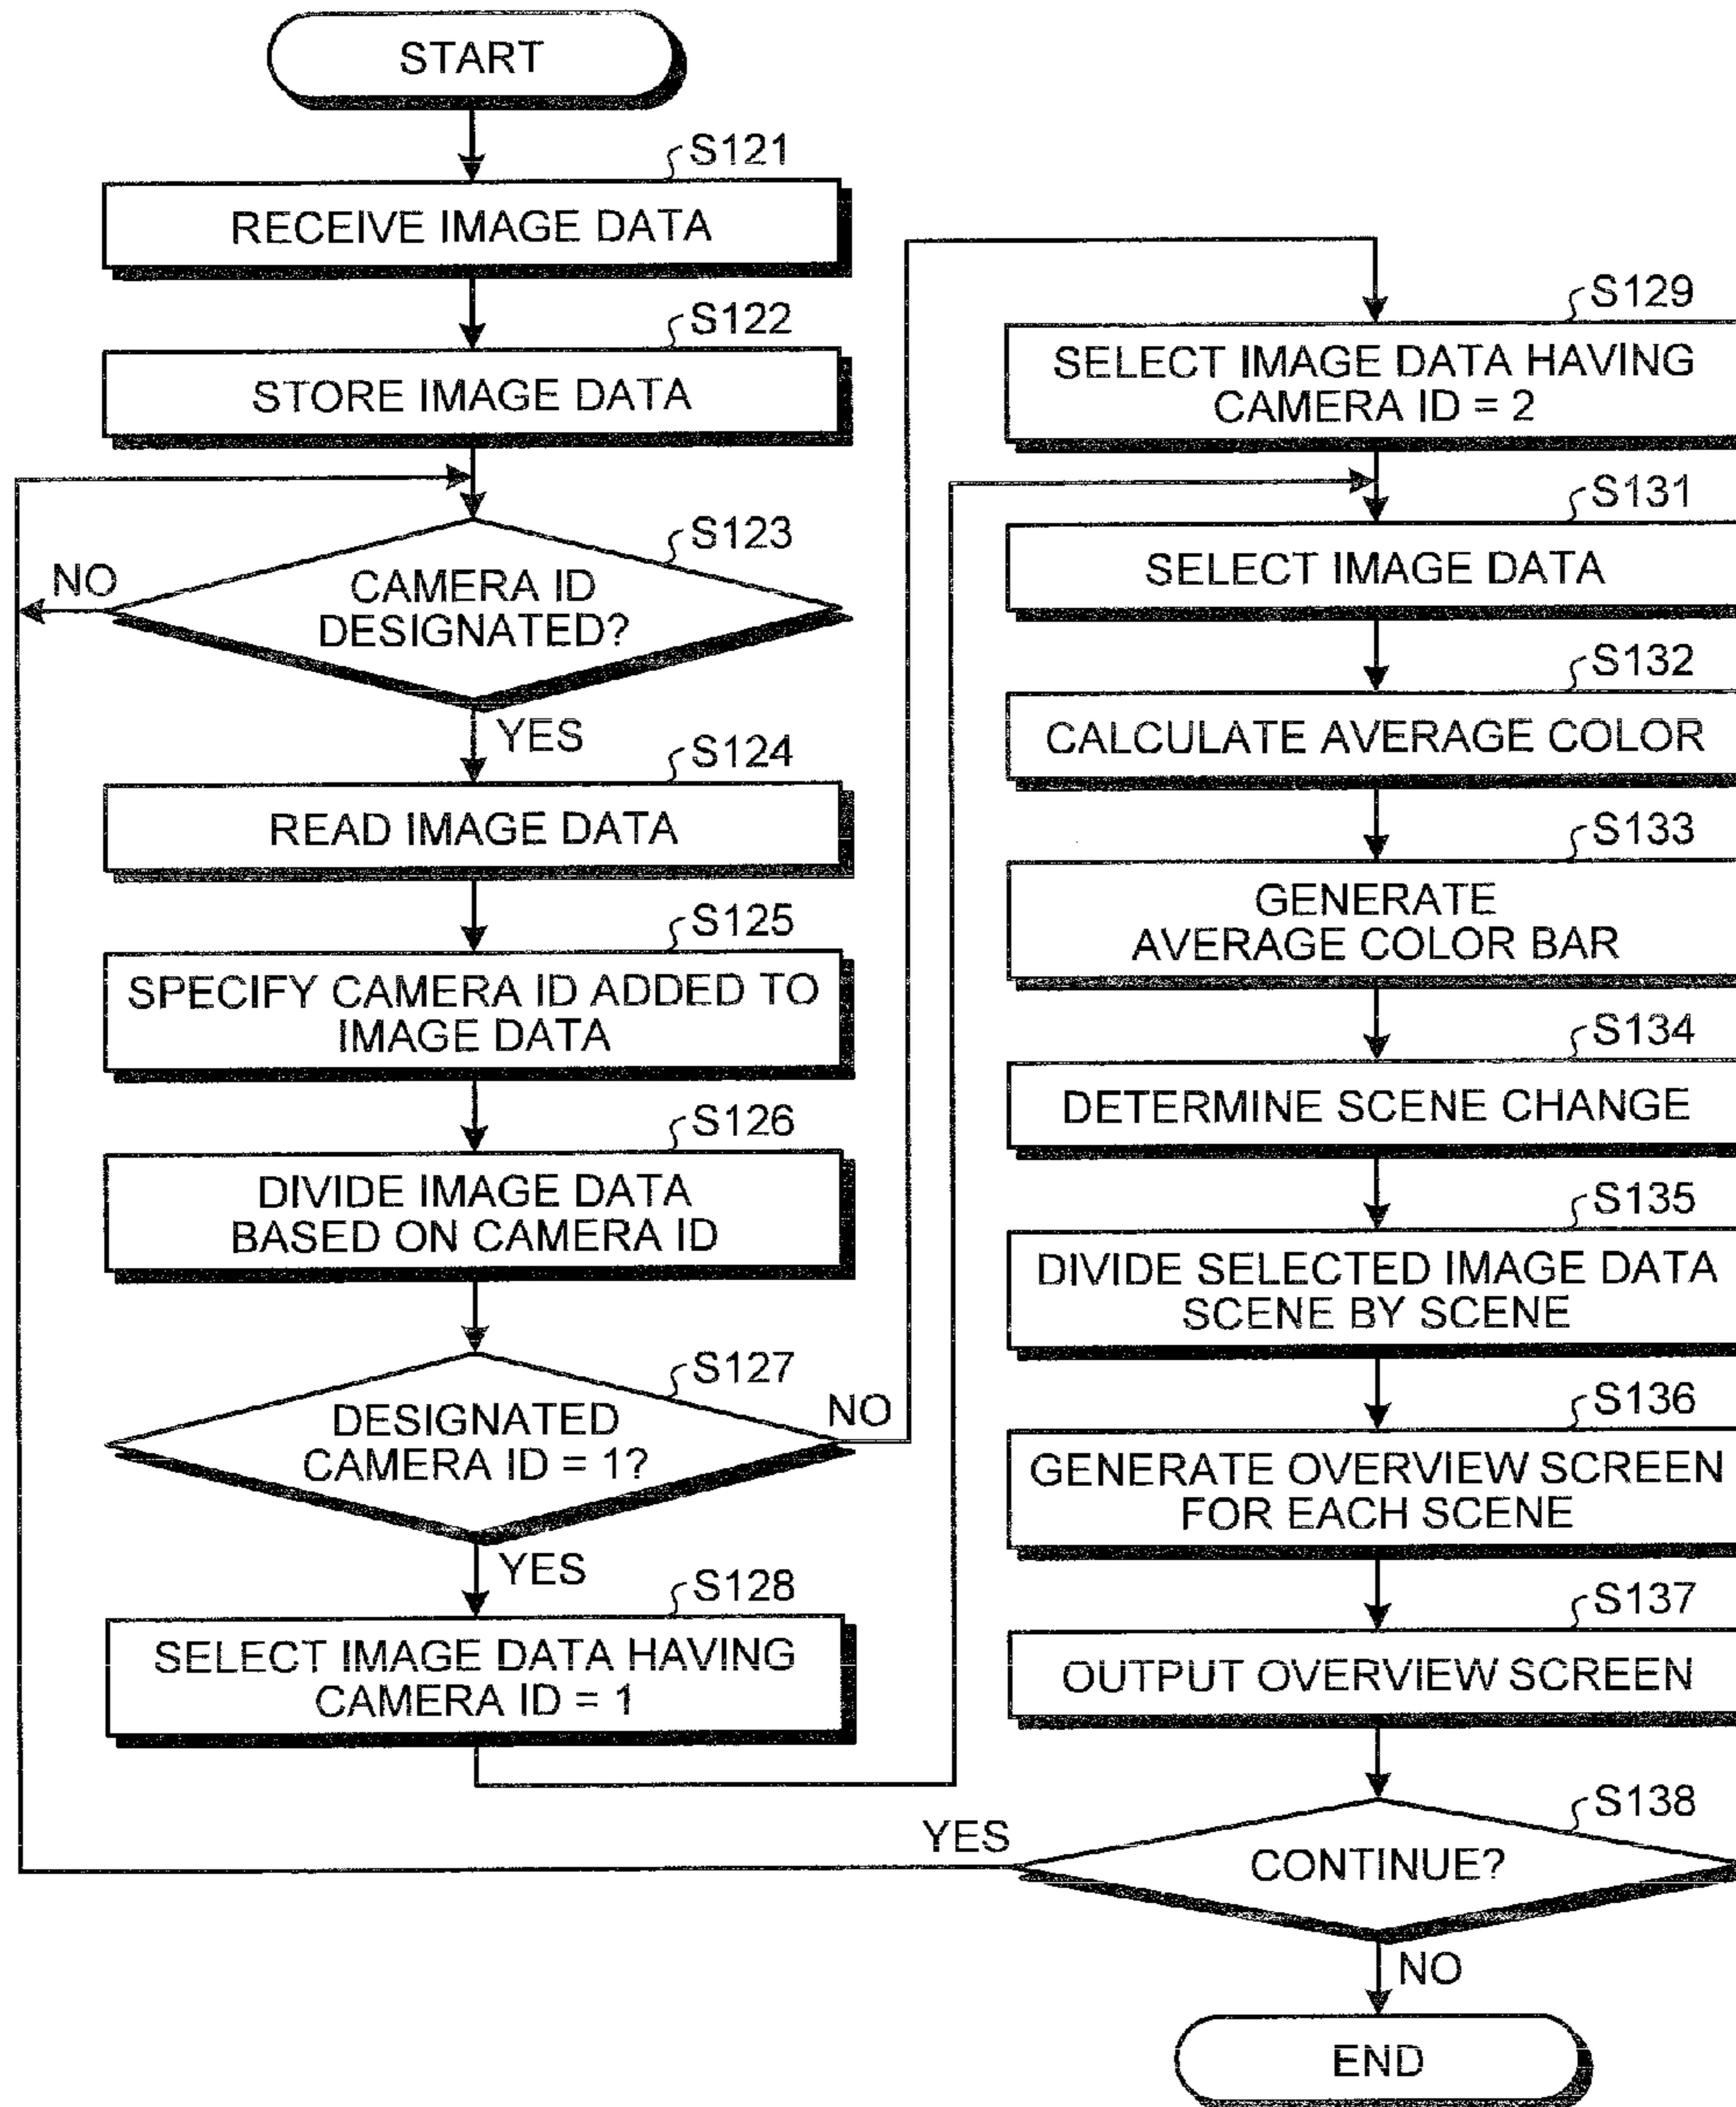 START
S121
RECEIVE IMAGE DATA
S122
STORE IMAGE DATA
S123
NO
CAMERA ID
DESIGNATED?
YES
S124
READ IMAGE DATA
S125
SPECIFY CAMERA ID ADDED TO
IMAGE DATA
S126
DIVIDE IMAGE DATA
BASED ON CAMERA ID
S127
DESIGNATED
CAMERA ID = 1?
NO
YES
S128
SELECT IMAGE DATA HAVING
CAMERA ID = 1
S129
SELECT IMAGE DATA HAVING
CAMERA ID = 2
S131
SELECT IMAGE DATA
S132
CALCULATE AVERAGE COLOR
S133
GENERATE
AVERAGE COLOR BAR
S134
DETERMINE SCENE CHANGE
S135
DIVIDE SELECTED IMAGE DATA
SCENE BY SCENE
S136
GENERATE OVERVIEW SCREEN
FOR EACH SCENE
S137
OUTPUT OVERVIEW SCREEN
S138
YES
CONTINUE?
NO
END